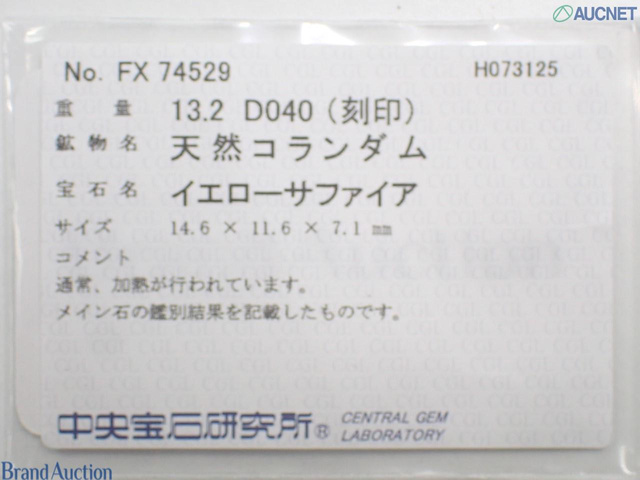 AUCNET
No. FX 74529 H073125
重量 13.2 D040 (刻印)
鉱物名 天然コランダム
宝石名 イエローサファイア
サイズ 14.6 × 11.6 × 7.1 mm
コメント
通常、加熱が行われています。
メイン石の鑑別結果を記載したものです。
中央宝石研究所® CENTRAL GEM
LABORATORY
Brand Auction